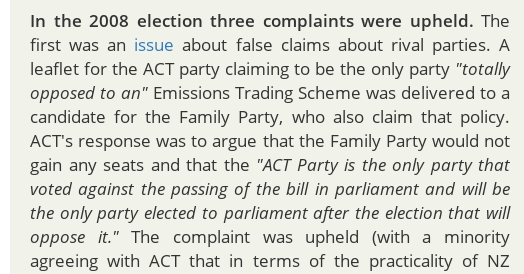 In the 2008 election three complaints were upheld. The
first was an issue about false claims about rival parties. A
leaflet for the ACT party claiming to be the only party "totally
opposed to an" Emissions Trading Scheme was delivered to a
candidate for the Family Party, who also claim that policy.
ACT's response was to argue that the Family Party would not
gain any seats and that the "ACT Party is the only party that
voted against the passing of the bill in parliament and will be
the only party elected to parliament after the election that will
oppose it." The complaint was upheld (with a minority
agreeing with ACT that in terms of the practicality of NZ